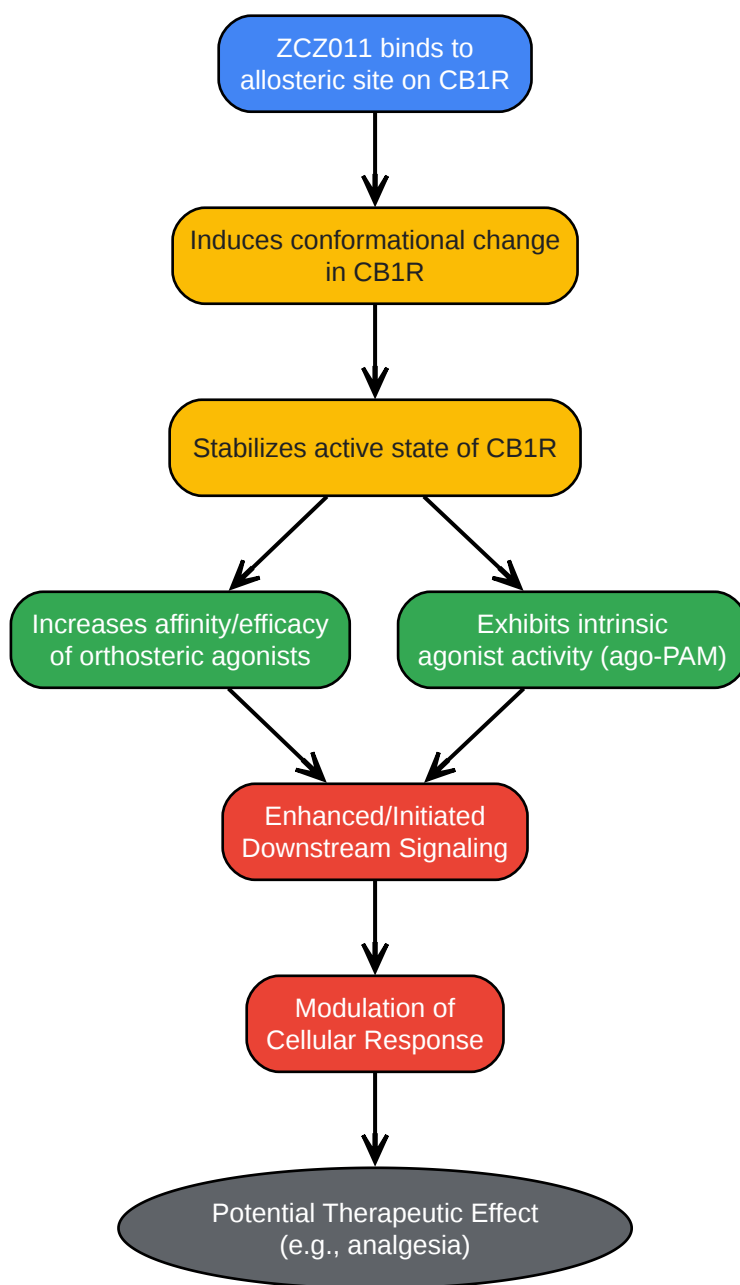 ZCZ011 binds to
allosteric site on CB1R
Induces conformational change
in CB1R
Stabilizes active state of CB1R
Increases affinity/efficacy
of orthosteric agonists
Exhibits intrinsic
agonist activity (ago-PAM)
Enhanced/Initiated
Downstream Signaling
Modulation of
Cellular Response
Potential Therapeutic Effect
(e.g., analgesia)